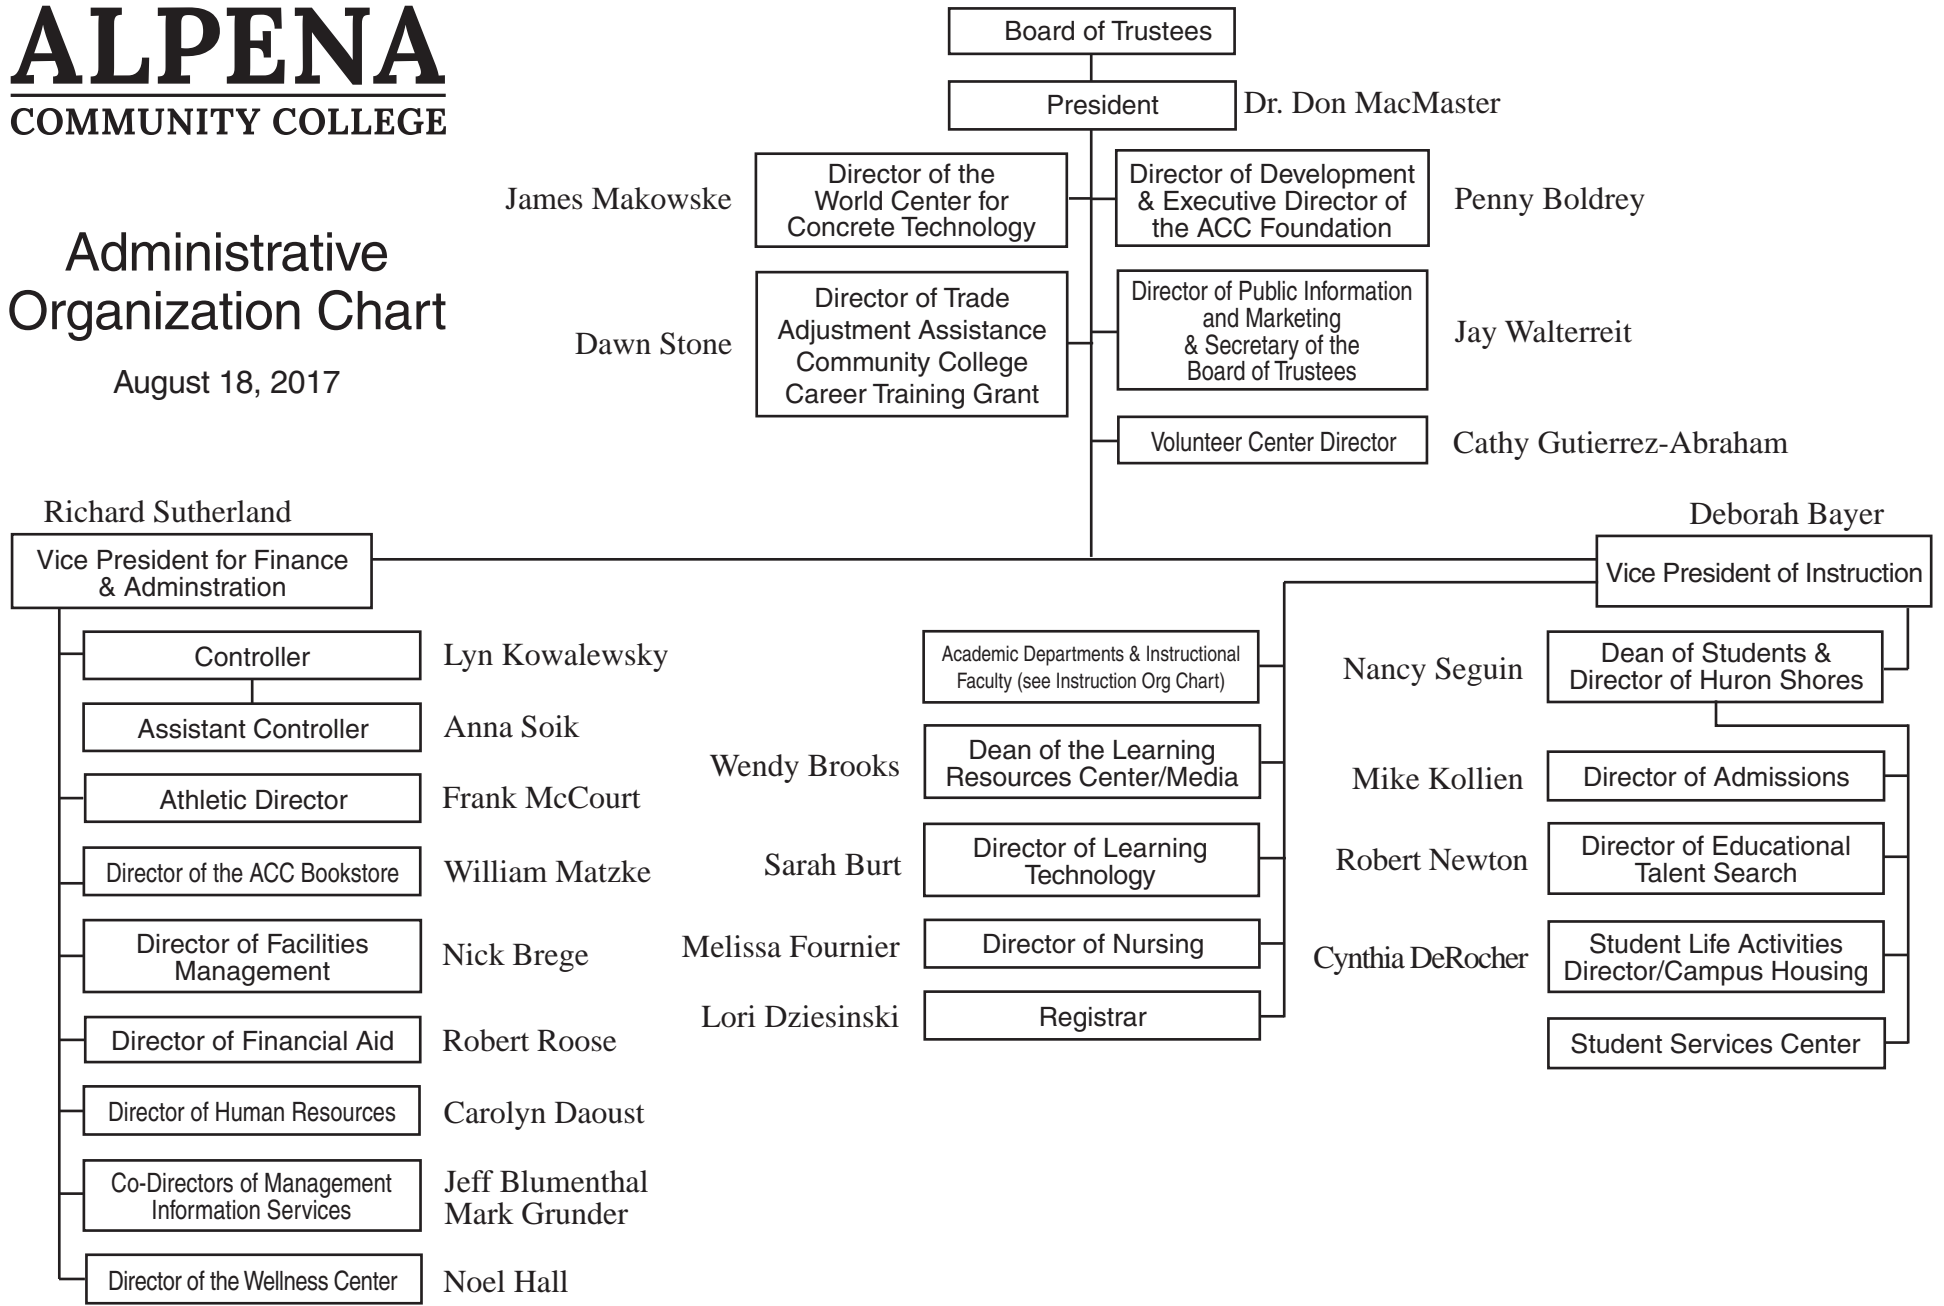 ALPENA
COMMUNITY COLLEGE
Administrative
Organization Chart
August 18, 2017
Board of Trustees
President
Dr. Don MacMaster
James Makowske
Director of the
World Center for
Concrete Technology
Director of Development
& Executive Director of
the ACC Foundation
Penny Boldrey
Dawn Stone
Director of Trade
Adjustment Assistance
Community College
Career Training Grant
Director of Public Information
and Marketing
& Secretary of the
Board of Trustees
Jay Walterreit
Volunteer Center Director
Cathy Gutierrez-Abraham
Richard Sutherland
Vice President for Finance
& Adminstration
Controller
Lyn Kowalewsky
Assistant Controller
Anna Soik
Athletic Director
Frank McCourt
Director of the ACC Bookstore
William Matzke
Director of Facilities
Management
Nick Brege
Director of Financial Aid
Robert Roose
Director of Human Resources
Carolyn Daoust
Co-Directors of Management
Information Services
Jeff Blumenthal
Mark Grunder
Director of the Wellness Center
Noel Hall
Deborah Bayer
Vice President of Instruction
Academic Departments & Instructional
Faculty (see Instruction Org Chart)
Wendy Brooks
Dean of the Learning
Resources Center/Media
Sarah Burt
Director of Learning
Technology
Melissa Fournier
Director of Nursing
Lori Dziesinski
Registrar
Nancy Seguin
Dean of Students &
Director of Huron Shores
Mike Kollien
Director of Admissions
Robert Newton
Director of Educational
Talent Search
Cynthia DeRocher
Student Life Activities
Director/Campus Housing
Student Services Center